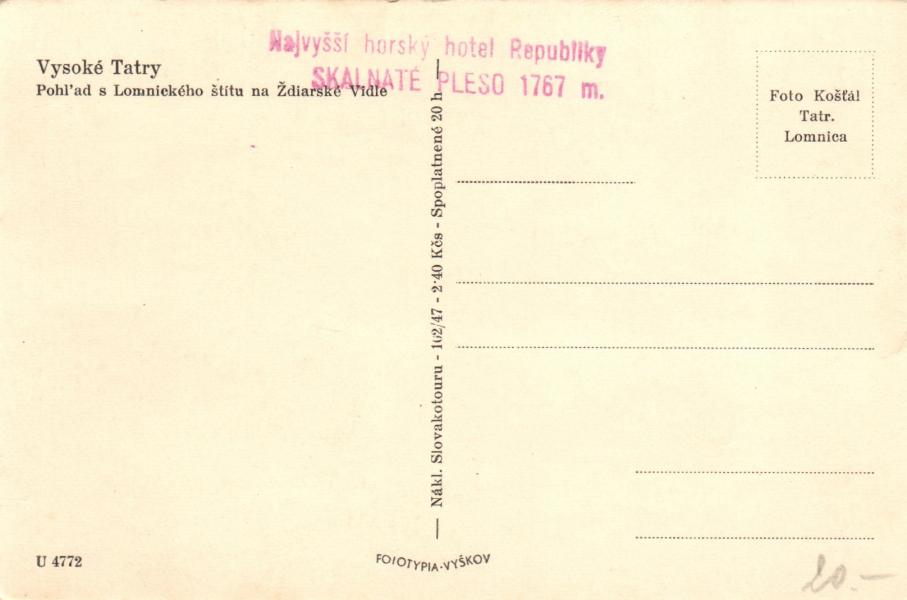 Najvyšší horský hotel Republiky
SKALNATÉ PLESO 1767 m.
Vysoké Tatry
Pohľad s Lomnického štítu na Ždiarské Vidle
Foto Košťál
Tatr.
Lomnica
Nákl. Slovakotouru - 162/47 - 2·40 Kčs - Spoplatnené 20 h
U 4772
FOTOTYPIA-VYŠKOV
20.-